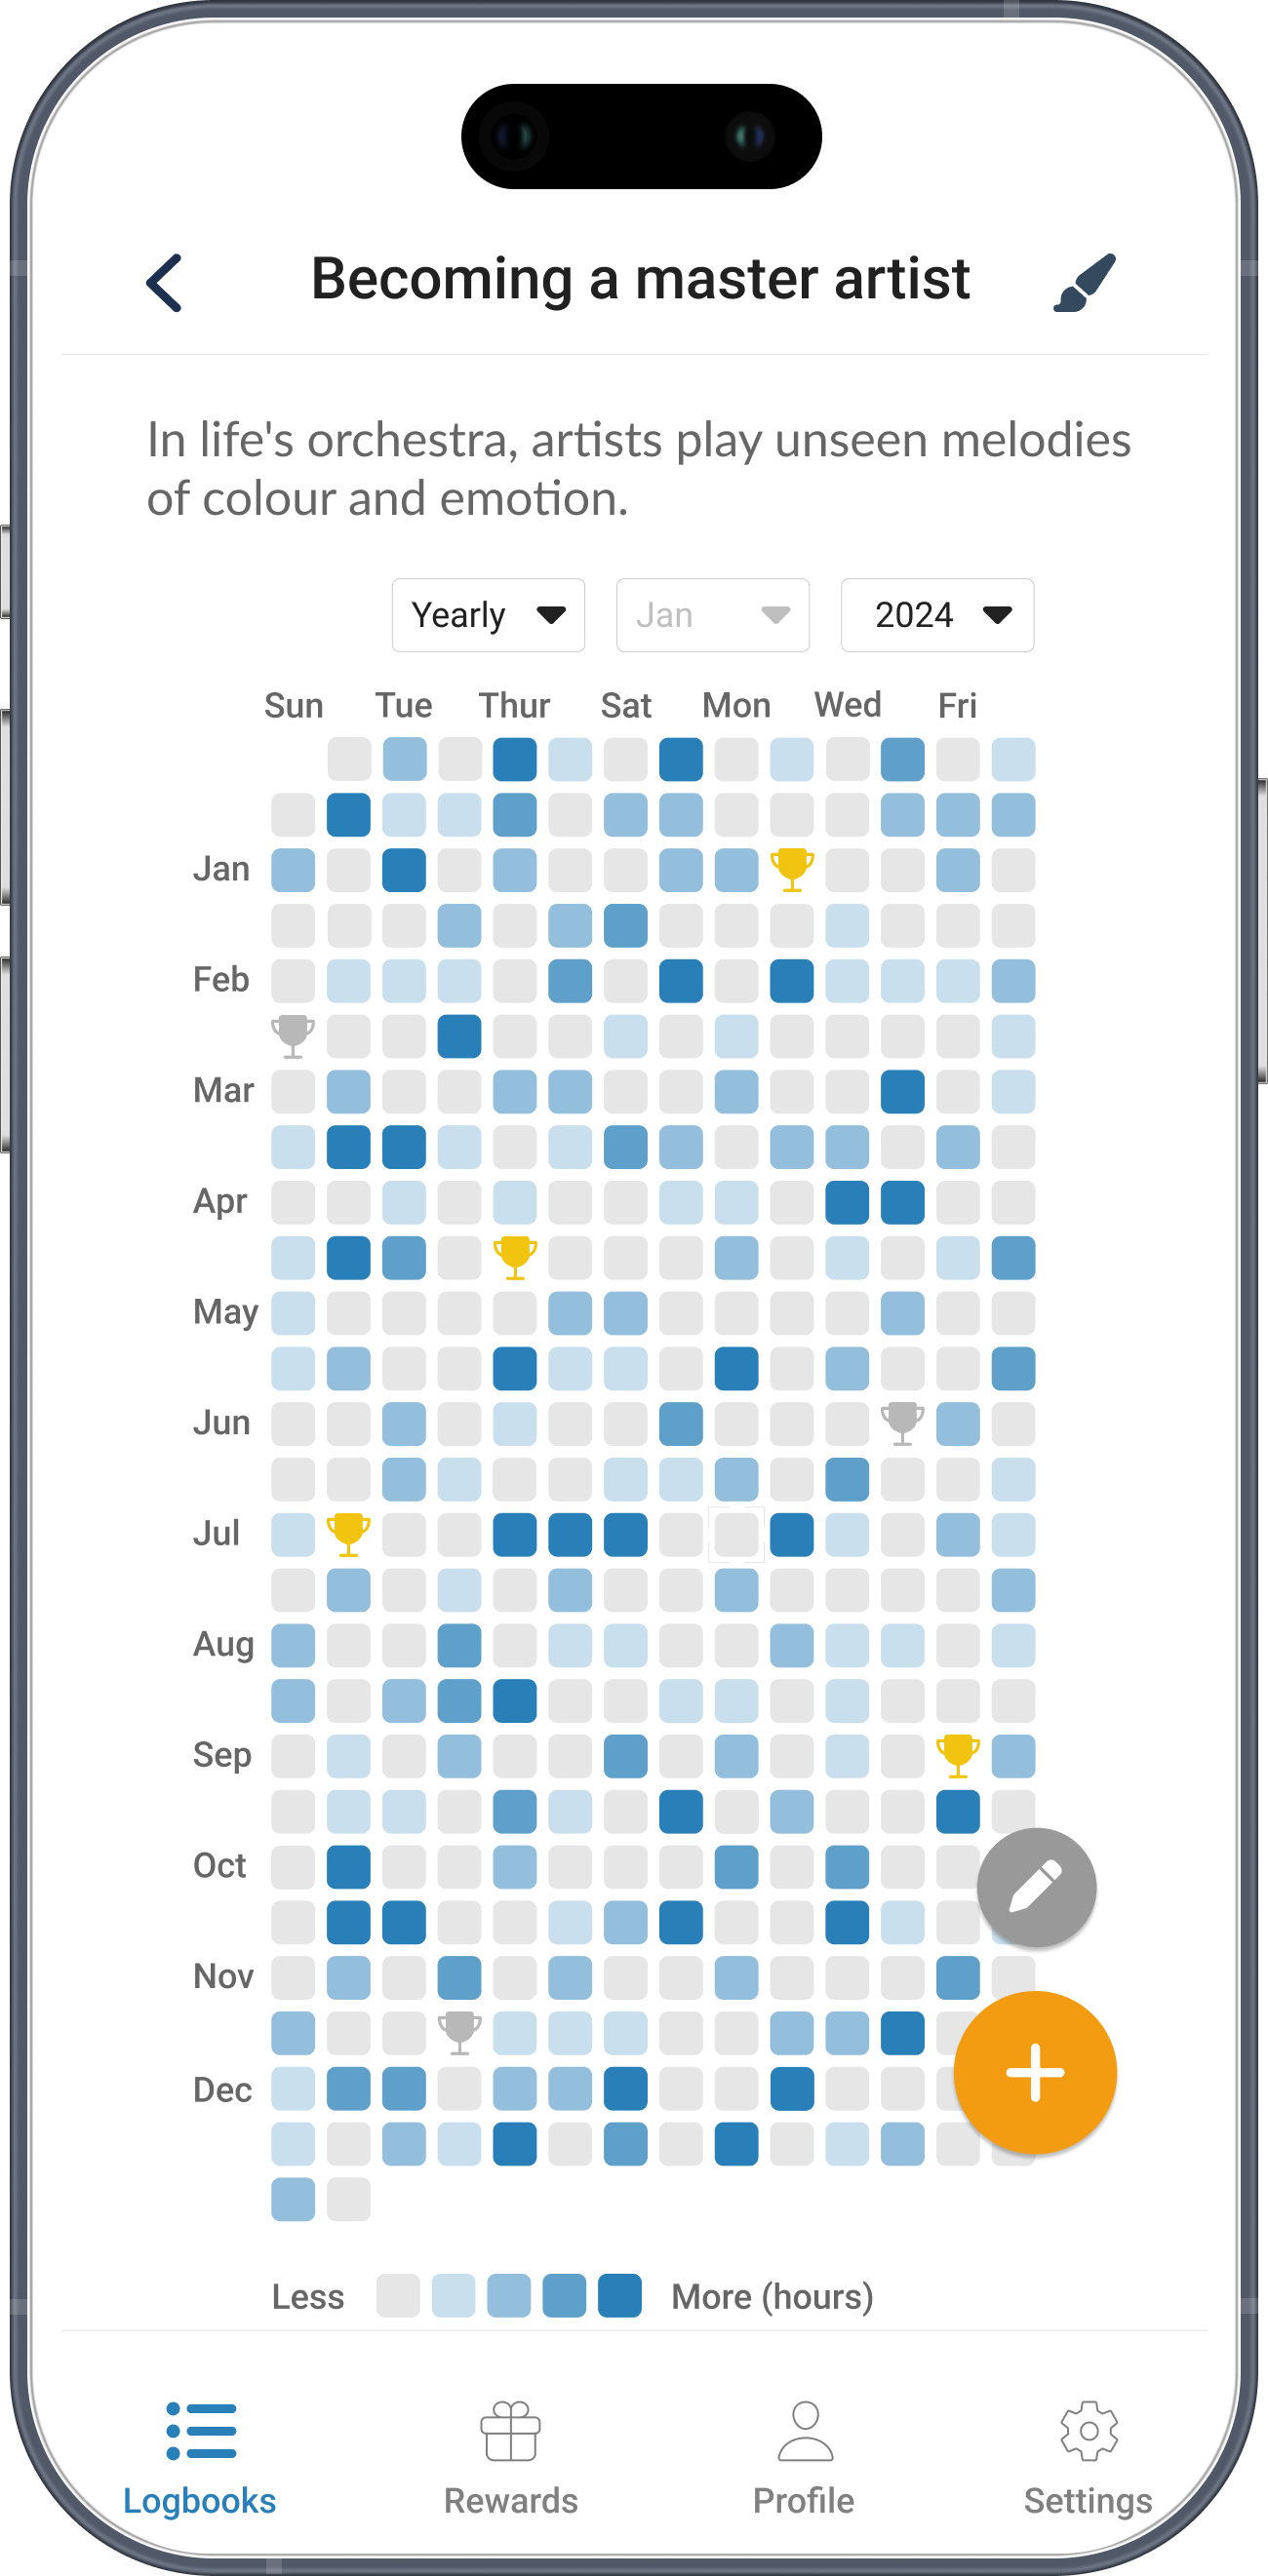 Becoming a master artist
In life's orchestra, artists play unseen melodies
of colour and emotion.
Yearly Jan 2024
Sun Tue Thur Sat Mon Wed Fri
Jan
Feb
Mar
Apr
May
Jun
Jul
Aug
Sep
Oct
Nov
Dec
Less More (hours)
Logbooks Rewards Profile Settings